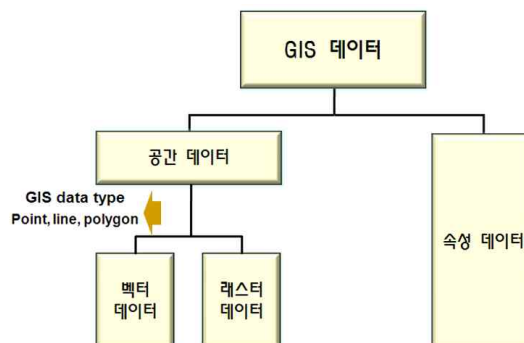 GIS 데이터
공간 데이터
GIS data type
Point, line, polygon
속성 데이터
벡터
데이터
래스터
데이터